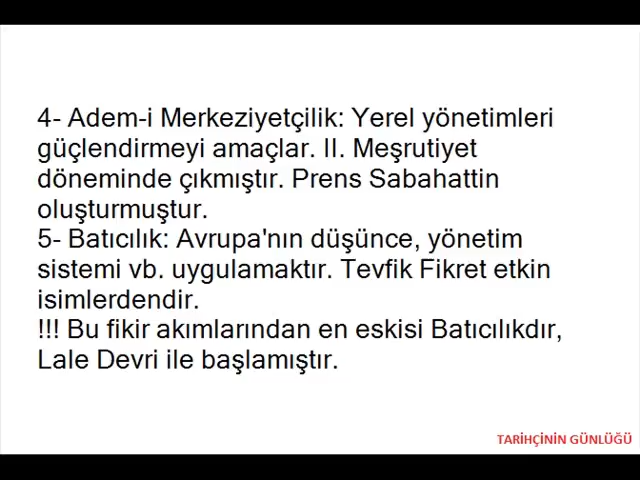 4- Adem-i Merkeziyetçilik: Yerel yönetimleri
güçlendirmeyi amaçlar. II. Meşrutiyet
döneminde çıkmıştır. Prens Sabahattin
oluşturmuştur.
5- Batıcılık: Avrupa'nın düşünce, yönetim
sistemi vb. uygulamaktır. Tevfik Fikret etkin
isimlerdendir.
!!! Bu fikir akımlarından en eskisi Batıcılıkdır,
Lale Devri ile başlamıştır.
TARİHÇİNİN GÜNLÜĞÜ